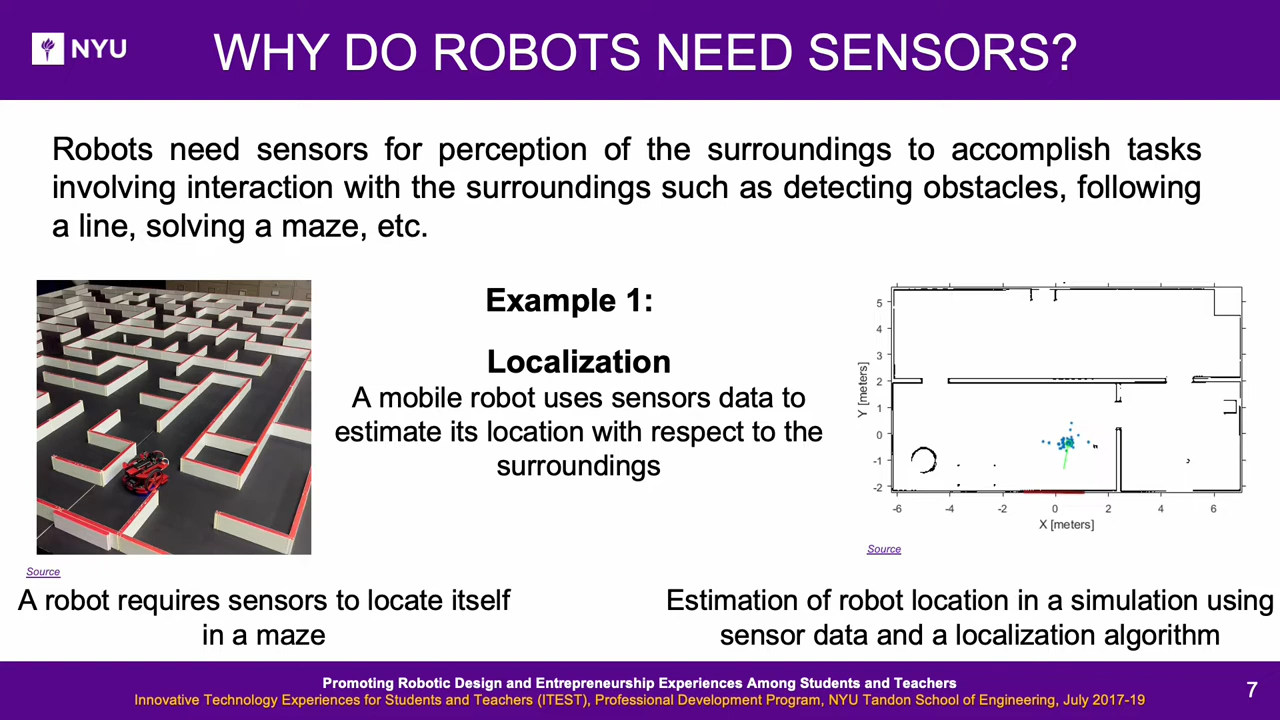 NYU
WHY DO ROBOTS NEED SENSORS?
Robots need sensors for perception of the surroundings to accomplish tasks
involving interaction with the surroundings such as detecting obstacles, following
a line, solving a maze, etc.
Example 1:
Localization
A mobile robot uses sensors data to
estimate its location with respect to the
surroundings
5
4
3
2
1
0
-1
-2
Y [meters]
-6 -4 -2 0 2 4 6
X [meters]
Source
Source
A robot requires sensors to locate itself
in a maze
Estimation of robot location in a simulation using
sensor data and a localization algorithm
Promoting Robotic Design and Entrepreneurship Experiences Among Students and Teachers
Innovative Technology Experiences for Students and Teachers (ITEST), Professional Development Program, NYU Tandon School of Engineering, July 2017-19
7